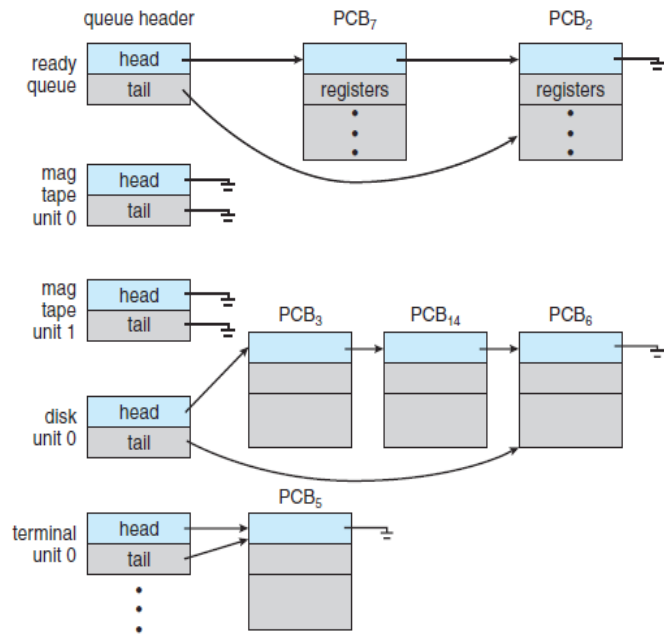 queue header PCB₇ PCB₂
ready queue
head
tail
registers
registers
mag tape unit 0
head
tail
mag tape unit 1
head
tail
PCB₃ PCB₁₄ PCB₆
disk unit 0
head
tail
PCB₅
terminal unit 0
head
tail